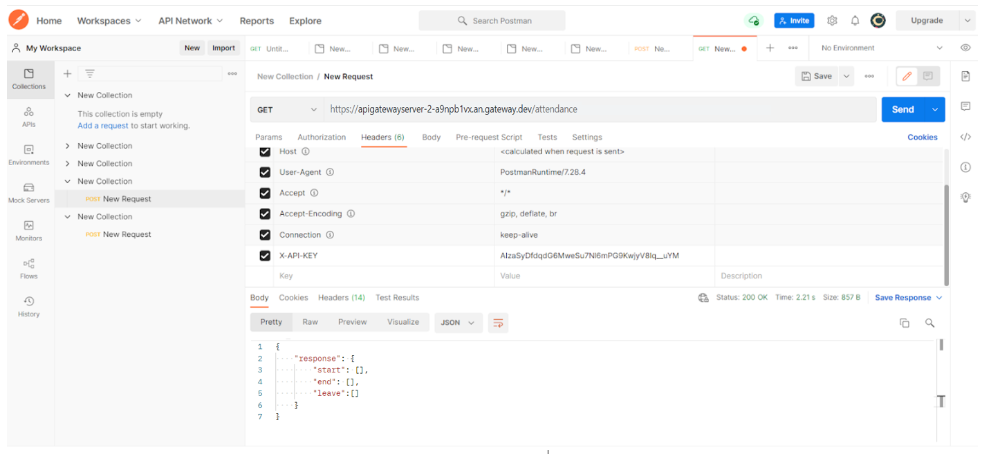 Home Workspaces API Network Reports Explore Search Postman Invite Upgrade
My Workspace New Import GET Untit... New... New... New... New... New... POST Ne... GET New... No Environment
Collections
APIs
Environments
Mock Servers
Monitors
Flows
History
New Collection
This collection is empty
Add a request to start working.
New Collection
New Collection
New Collection
POST New Request
New Collection
POST New Request
New Collection / New Request Save
GET https://apigatewayserver-2-a9npb1vx.an.gateway.dev/attendance Send
Params Authorization Headers (6) Body Pre-request Script Tests Settings Cookies
Host <calculated when request is sent>
User-Agent PostmanRuntime/7.28.4
Accept */*
Accept-Encoding gzip, deflate, br
Connection keep-alive
X-API-KEY AIzaSyDfdqdG6MweSu7NI6mPG9KwjyV8Iq__uYM
Key Value Description
Body Cookies Headers (14) Test Results Status: 200 OK Time: 2.21 s Size: 857 B Save Response
Pretty Raw Preview Visualize JSON
1 {
2 "response": {
3 "start": [],
4 "end": [],
5 "leave":[]
6 }
7 }